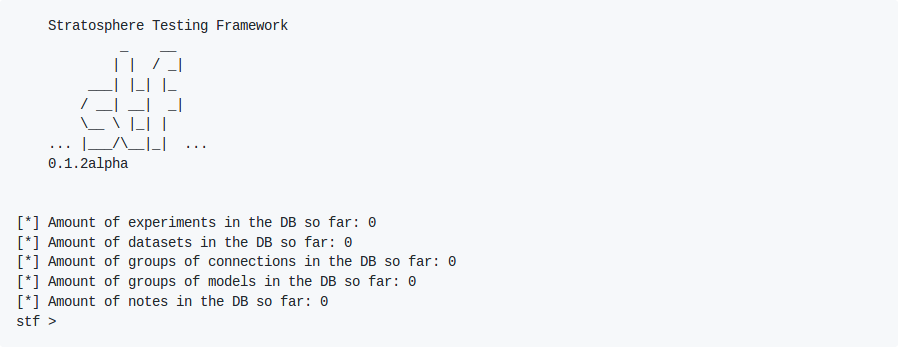 Stratosphere Testing Framework
              _    __
             | |  / _|
          ___| |_| |_
         / __| __|  _|
         \__ \ |_| |
     ... |___/\__|_|  ...
0.1.2alpha
[*] Amount of experiments in the DB so far: 0
[*] Amount of datasets in the DB so far: 0
[*] Amount of groups of connections in the DB so far: 0
[*] Amount of groups of models in the DB so far: 0
[*] Amount of notes in the DB so far: 0
stf >